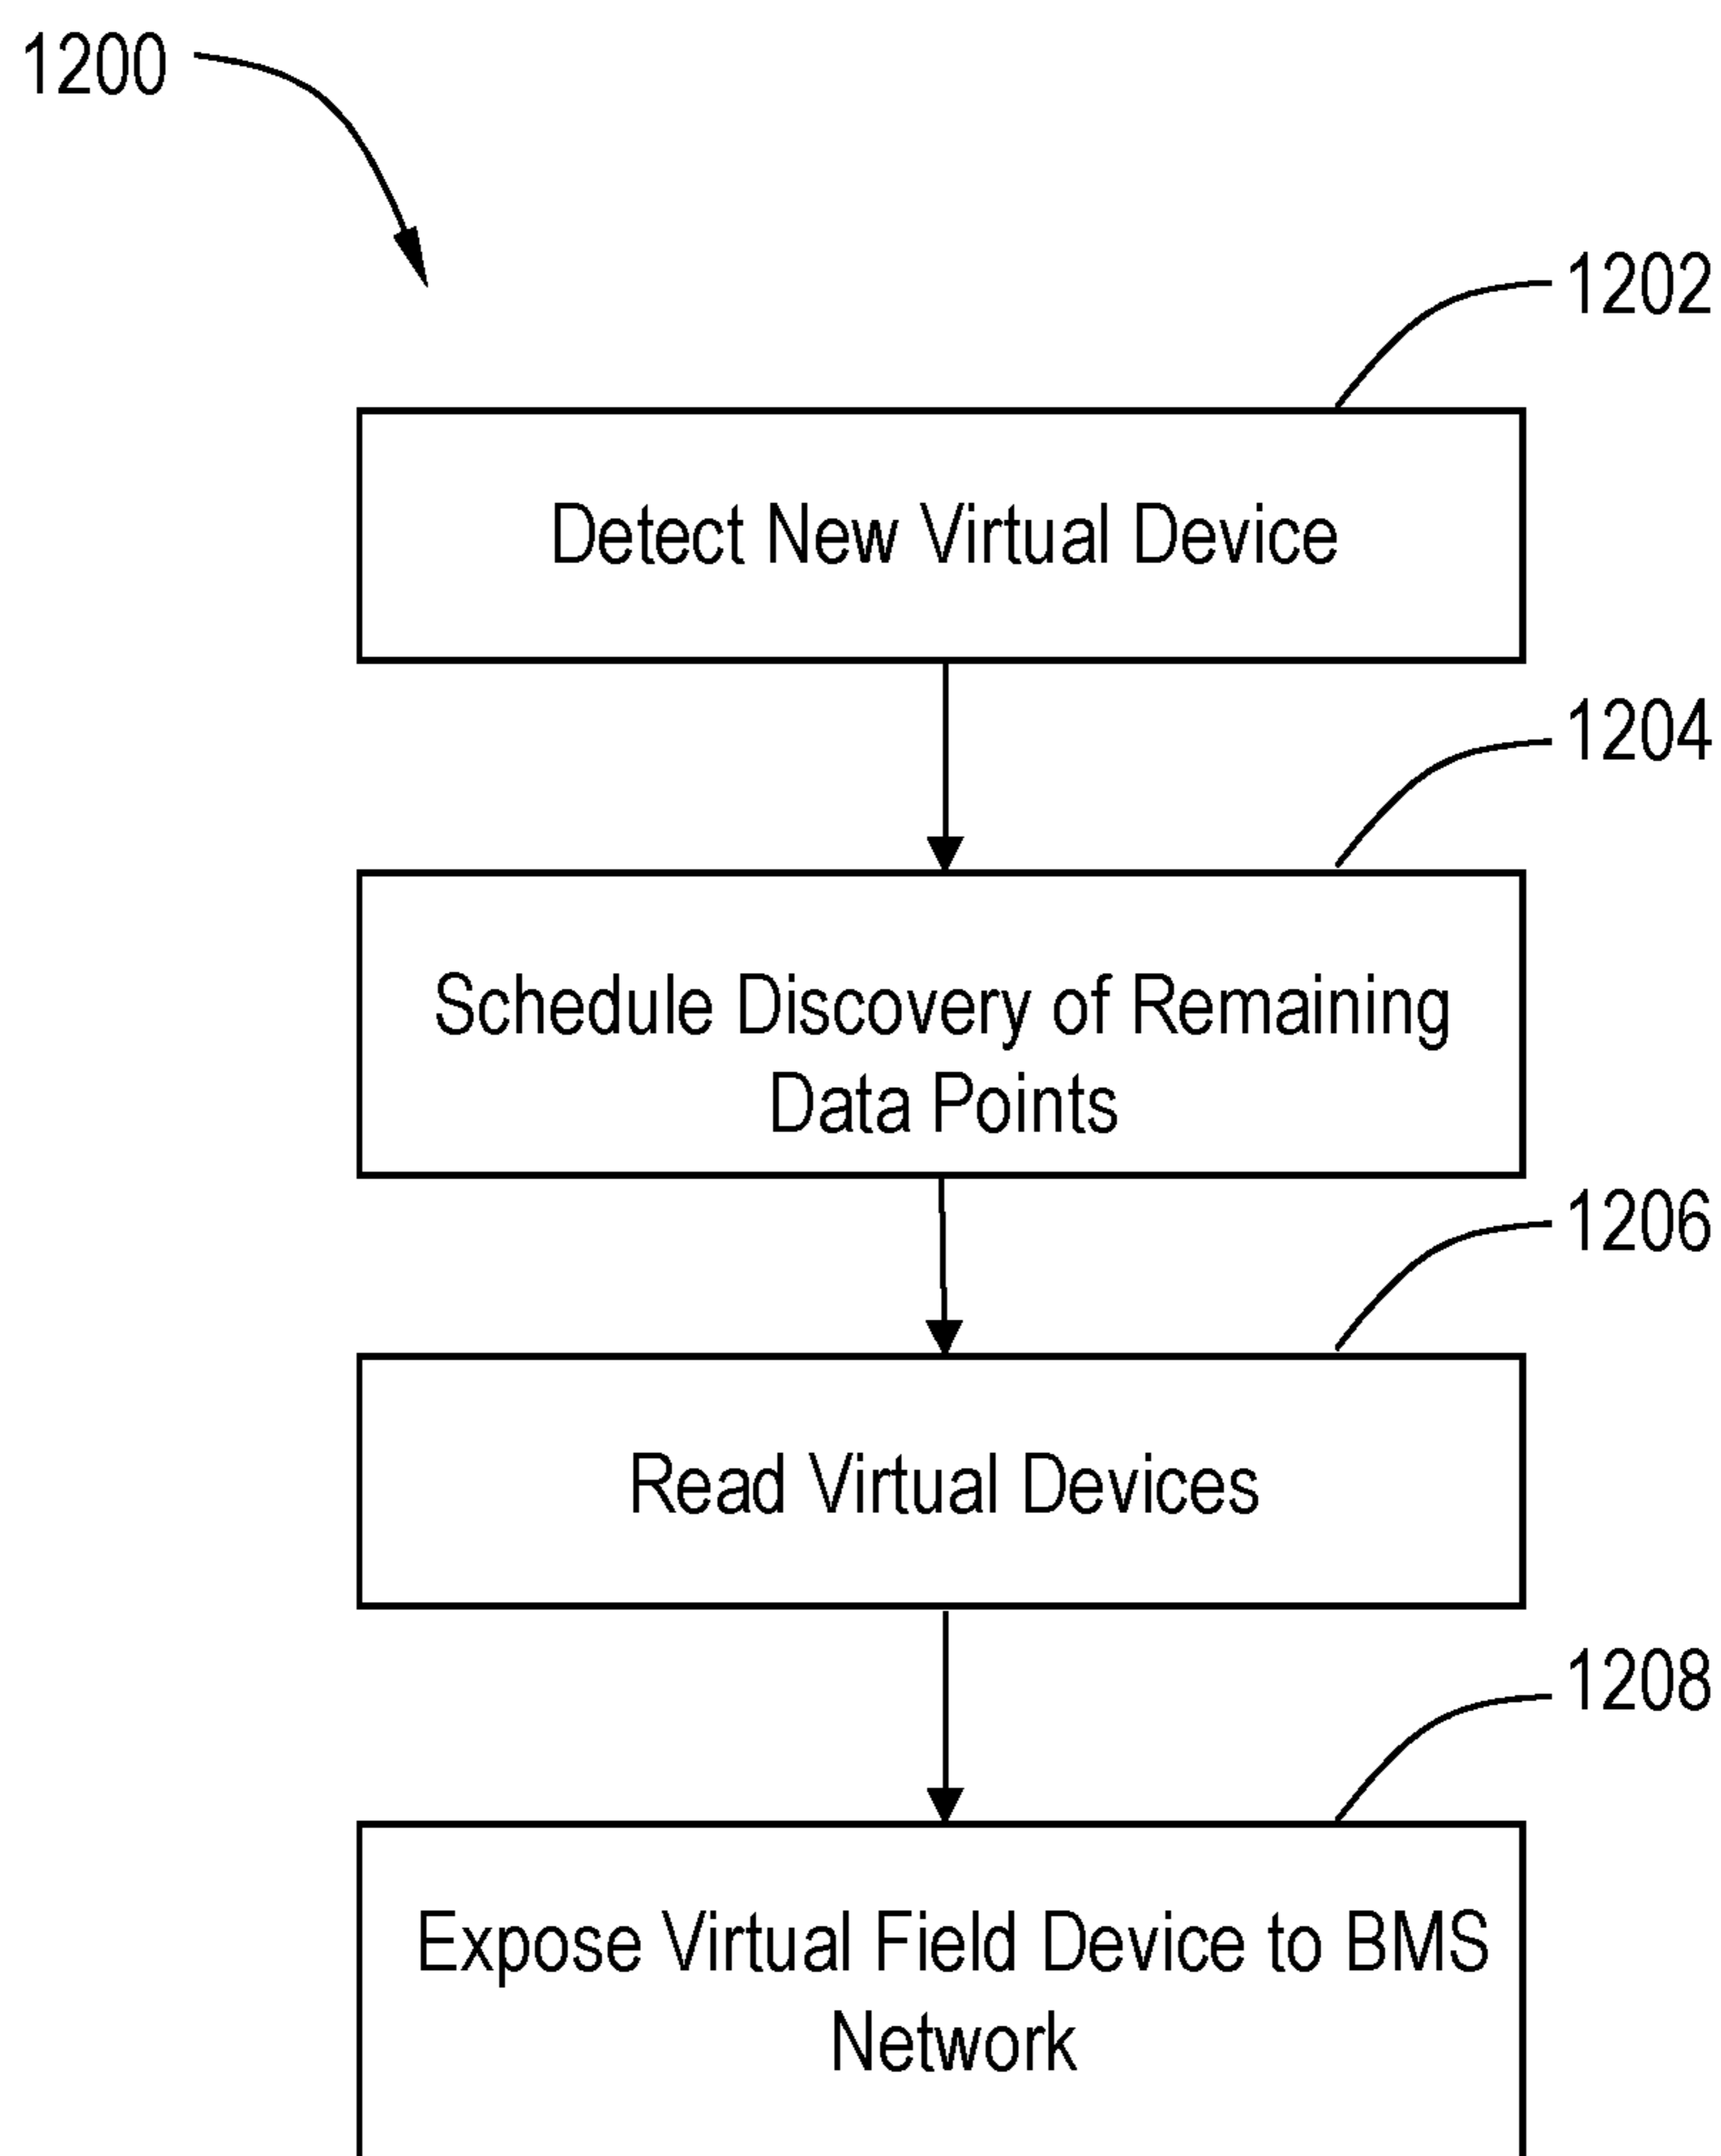 1200
1202
Detect New Virtual Device
1204
Schedule Discovery of Remaining
Data Points
1206
Read Virtual Devices
1208
Expose Virtual Field Device to BMS
Network